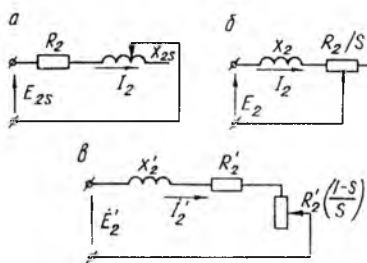 а
R₂
x₂ₛ
I₂
E₂ₛ
б
x₂
R₂/S
I₂
E₂
в
x′₂
R′₂
I′₂
Ė′₂
R′₂(1-S/S)